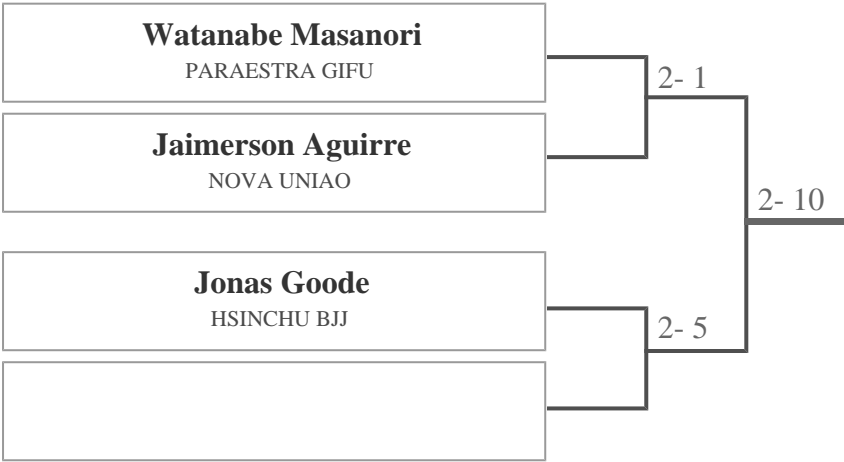 Watanabe Masanori
PARAESTRA GIFU
2- 1
Jaimerson Aguirre
NOVA UNIAO
2- 10
Jonas Goode
HSINCHU BJJ
2- 5